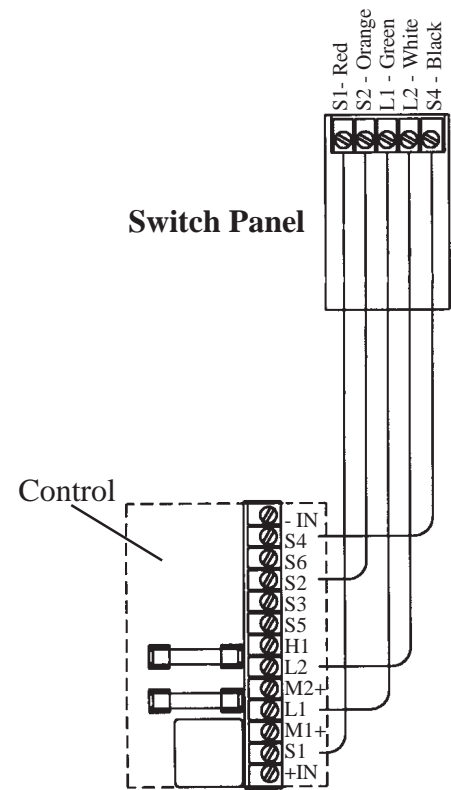 S1- Red
S2 - Orange
L1 - Green
L2 - White
S4 - Black
Switch Panel
Control
- IN
S4
S6
S2
S3
S5
H1
L2
M2+
L1
M1+
S1
+IN